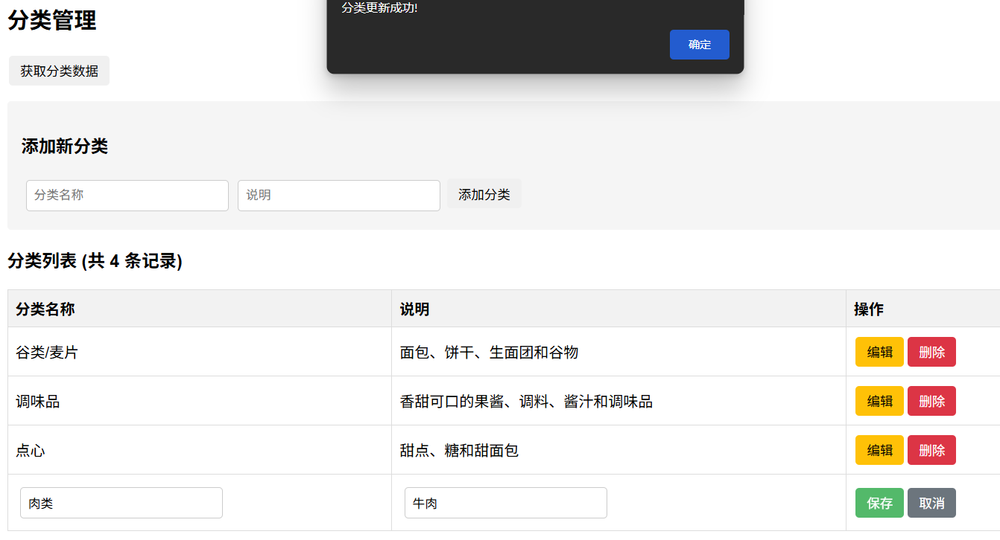 分类更新成功!
确定
分类管理
获取分类数据
添加新分类
分类名称 说明 添加分类
分类列表 (共 4 条记录)
分类名称 说明 操作
谷类/麦片 面包、饼干、生面团和谷物 编辑 删除
调味品 香甜可口的果酱、调料、酱汁和调味品 编辑 删除
点心 甜点、糖和甜面包 编辑 删除
肉类 牛肉 保存 取消